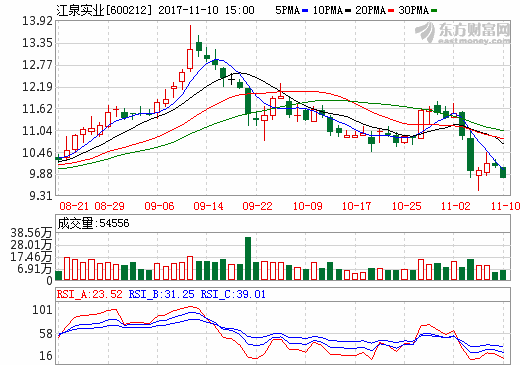 江泉实业[600212] 2017-11-10 15:00 5PMA 10PMA 20PMA 30PMA
东方财富网
eastmoney.com
13.92
13.35
12.77
12.19
11.62
11.04
10.46
9.88
9.31
08-21 08-29 09-06 09-14 09-22 10-09 10-17 10-25 11-02 11-10
成交量:54556
38.56万
28.01万
17.46万
6.91万
0
RSI_A:23.52 RSI_B:31.25 RSI_C:39.01
101
58
16